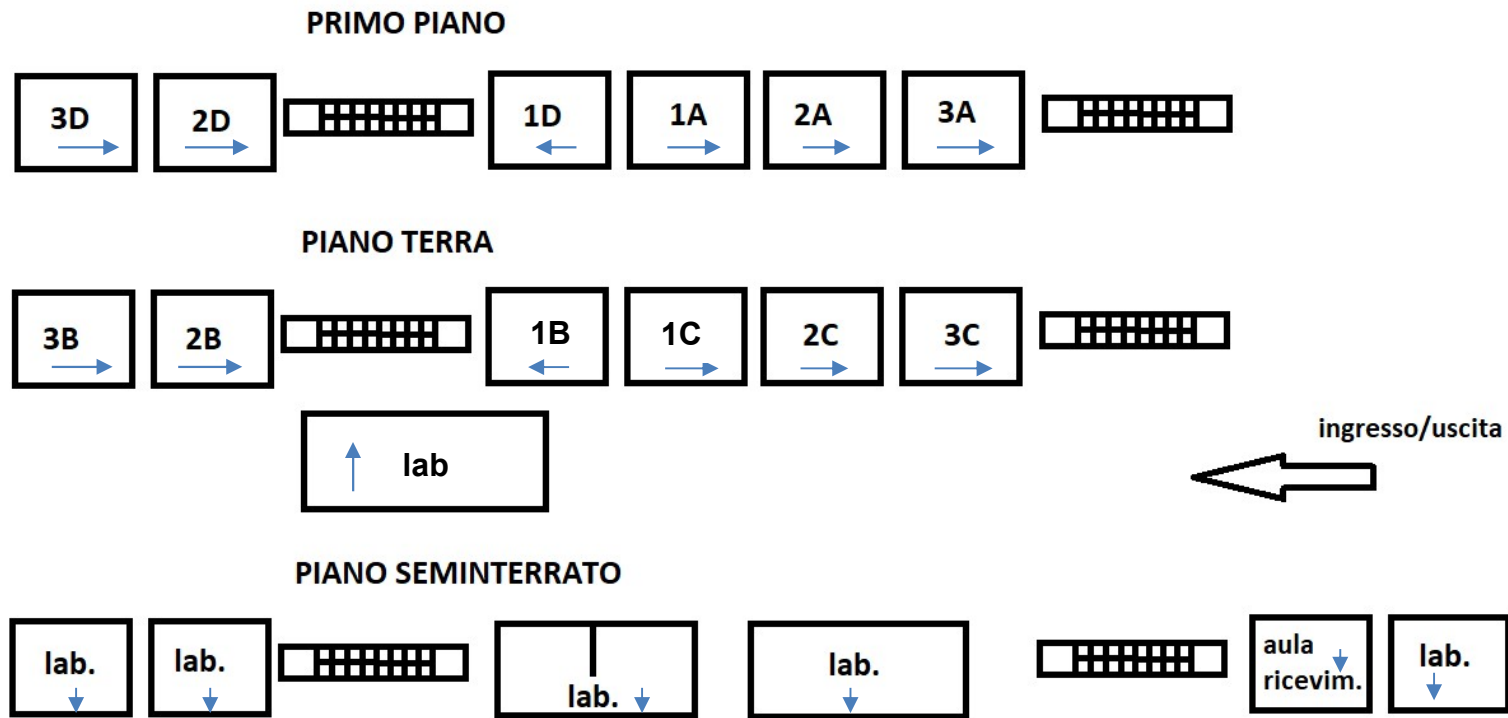 PRIMO PIANO
3D 2D 1D 1A 2A 3A
PIANO TERRA
3B 2B 1B 1C 2C 3C
ingresso/uscita
lab
PIANO SEMINTERRATO
lab. lab. lab. lab. aula ricevim. lab.